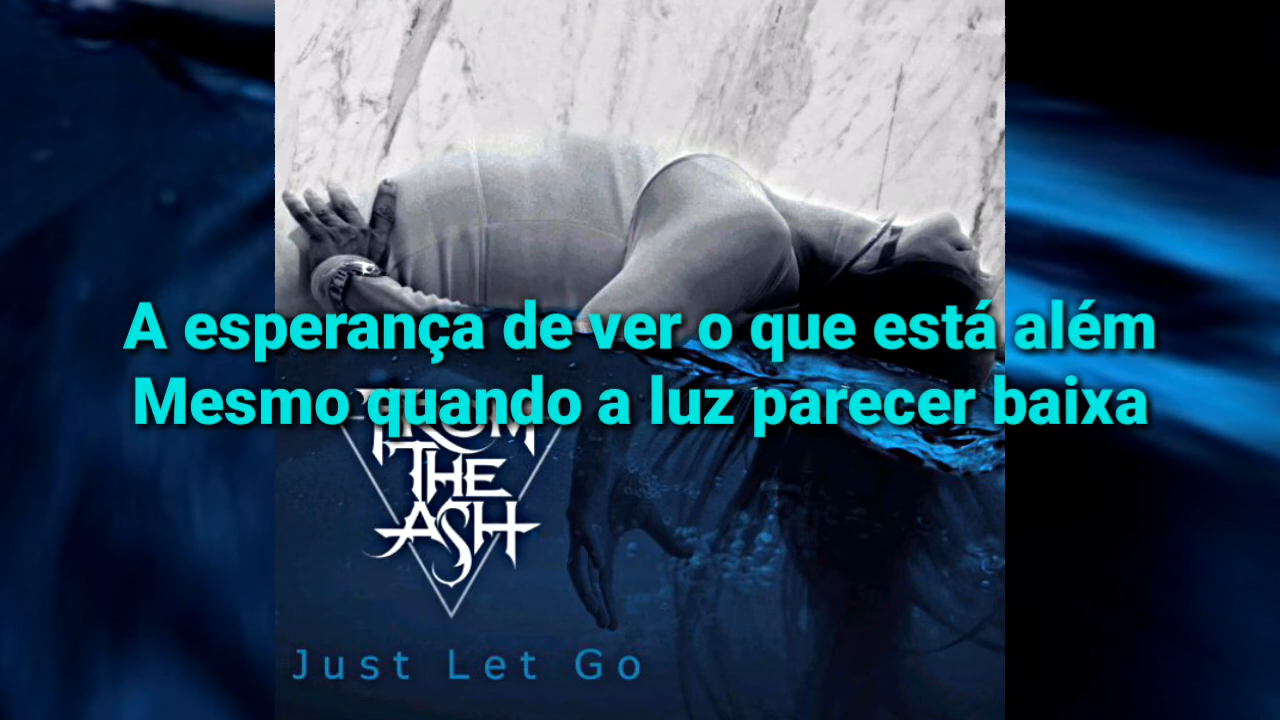 A esperança de ver o que está além
Mesmo quando a luz parecer baixa
FROM
THE
ASH
Just Let Go